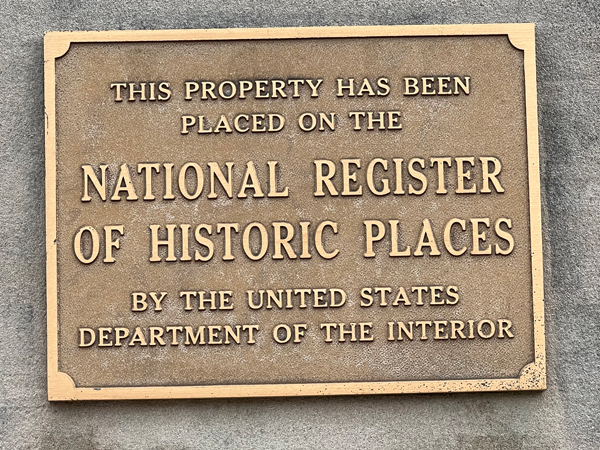 THIS PROPERTY HAS BEEN
PLACED ON THE
NATIONAL REGISTER
OF HISTORIC PLACES
BY THE UNITED STATES
DEPARTMENT OF THE INTERIOR